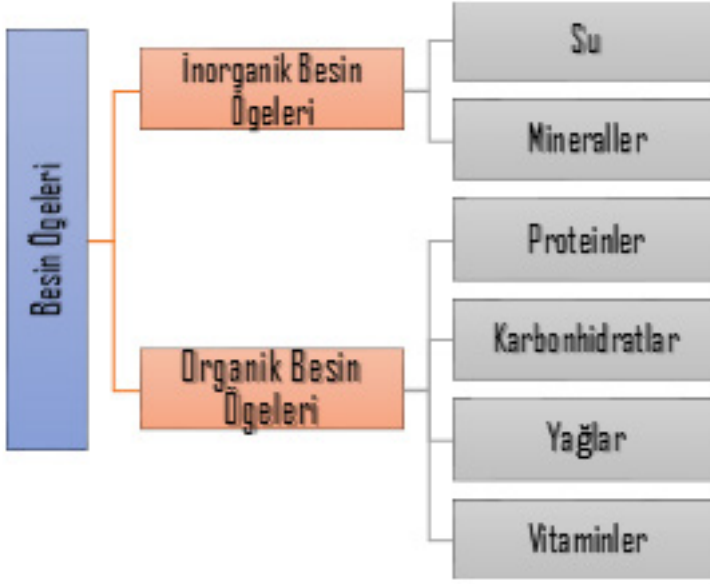 Besin Ögeleri
İnorganik Besin
Ögeleri
Su
Mineraller
Organik Besin
Ögeleri
Proteinler
Karbonhidratlar
Yağlar
Vitaminler